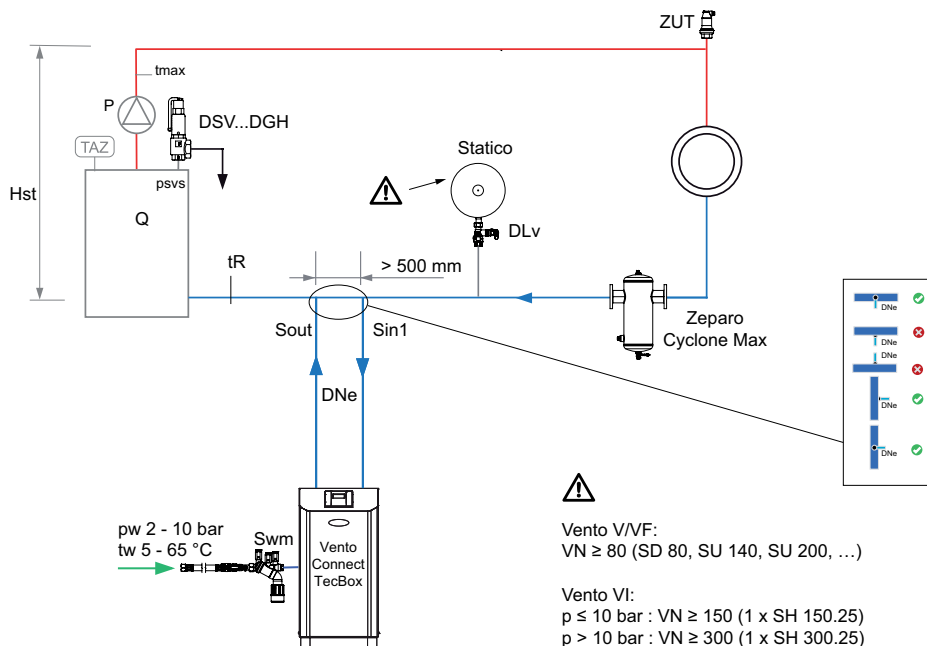 ZUT
tmax
P
DSV...DGH
TAZ
Statico
psvs
Hst
Q
DLv
tR
> 500 mm
Zeparo
Cyclone Max
Sout
Sin1
DNe
DNe
DNe
DNe
DNe
DNe
pw 2 - 10 bar
tw 5 - 65 °C
Swm
Vento
Connect
TecBox
Vento V/VF:
VN ≥ 80 (SD 80, SU 140, SU 200, …)
Vento VI:
p ≤ 10 bar : VN ≥ 150 (1 x SH 150.25)
p > 10 bar : VN ≥ 300 (1 x SH 300.25)